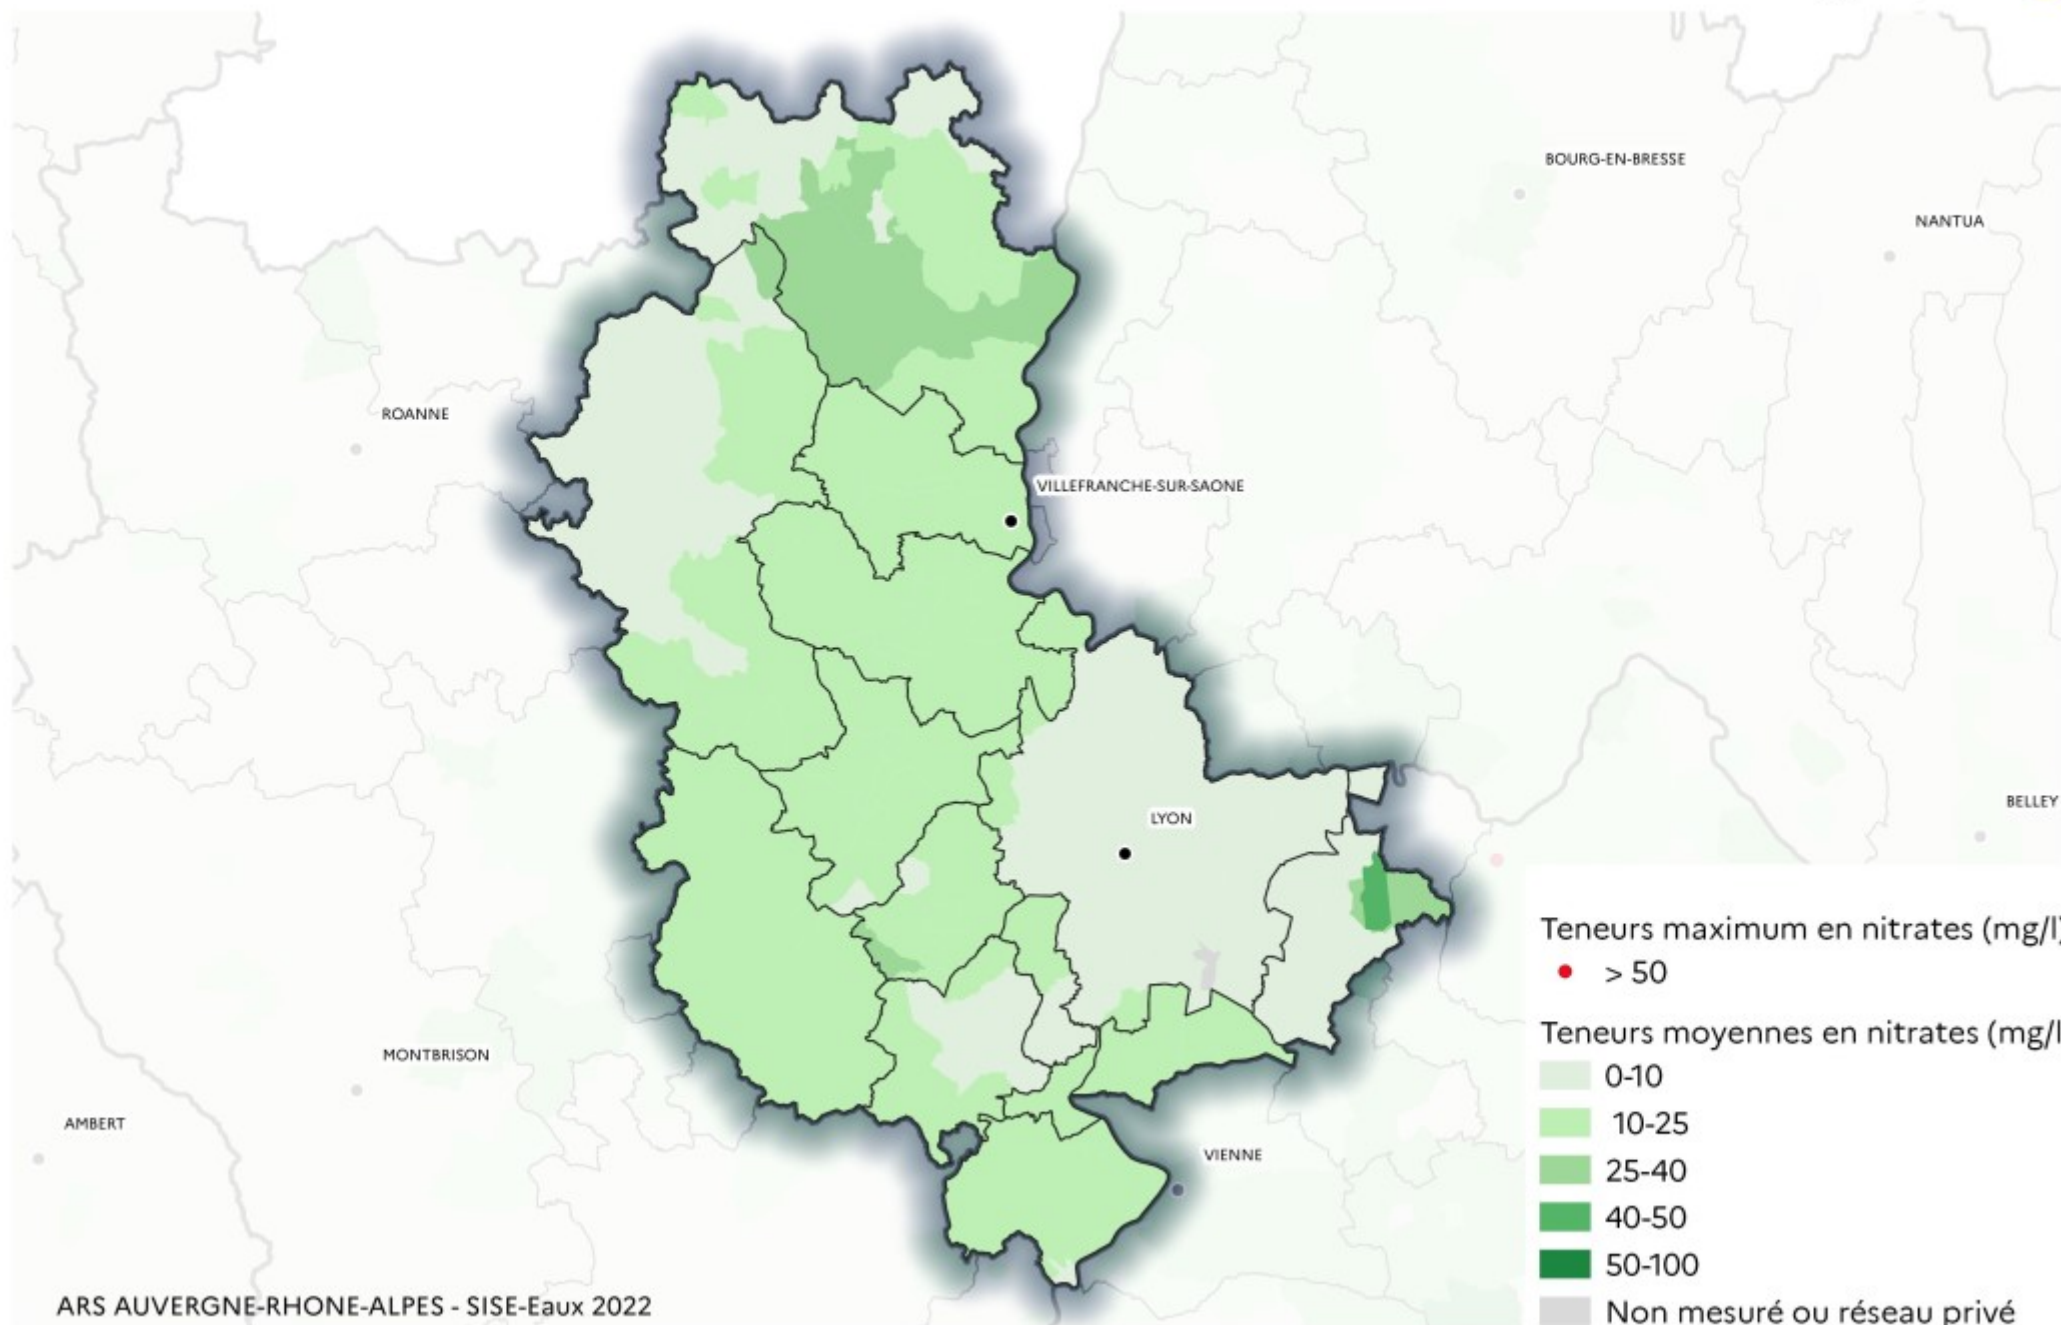 BOURG-EN-BRESSE
NANTUA
ROANNE
VILLEFRANCHE-SUR-SAONE
BELLEY
LYON
Teneurs maximum en nitrates (mg/l)
> 50
Teneurs moyennes en nitrates (mg/l
0-10
10-25
25-40
40-50
50-100
Non mesuré ou réseau privé
MONTBRISON
AMBERT
VIENNE
ARS AUVERGNE-RHONE-ALPES - SISE-Eaux 2022